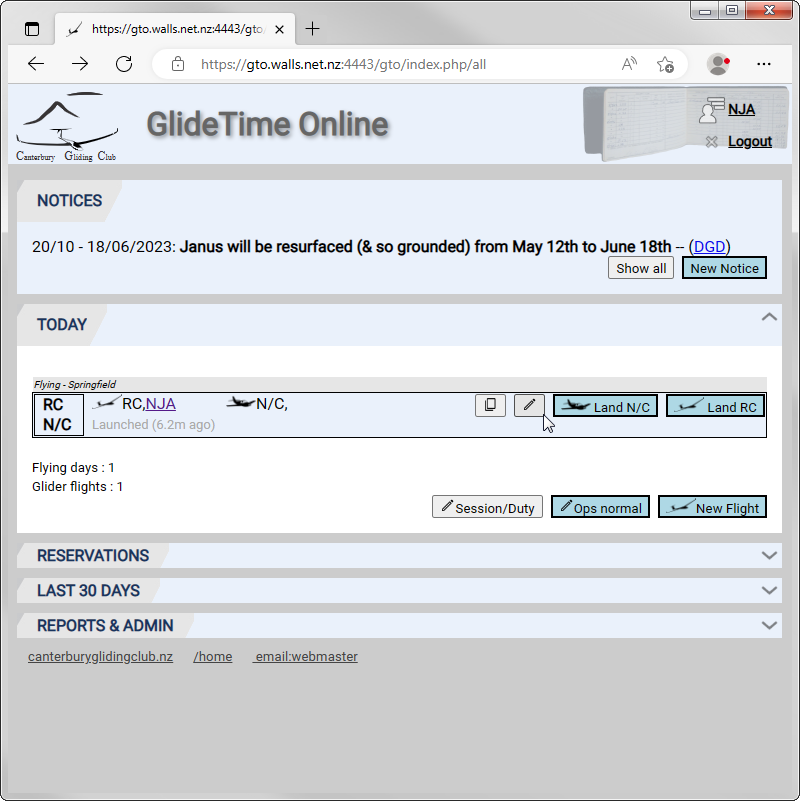 https://gto.walls.net.nz:4443/gto
https://gto.walls.net.nz:4443/gto/index.php/all
Canterbury Gliding Club
GlideTime Online
NJA
Logout
NOTICES
20/10 - 18/06/2023: Janus will be resurfaced (& so grounded) from May 12th to June 18th -- (DGD)
Show all
New Notice
TODAY
Flying - Springfield
RC
N/C
RC,NJA
N/C,
Launched (6.2m ago)
Land N/C
Land RC
Flying days : 1
Glider flights : 1
Session/Duty
Ops normal
New Flight
RESERVATIONS
LAST 30 DAYS
REPORTS & ADMIN
canterburyglidingclub.nz
/home
email:webmaster